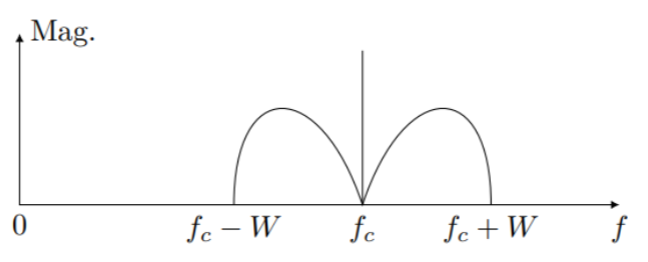 Mag.
0 f_c − W f_c f_c + W f